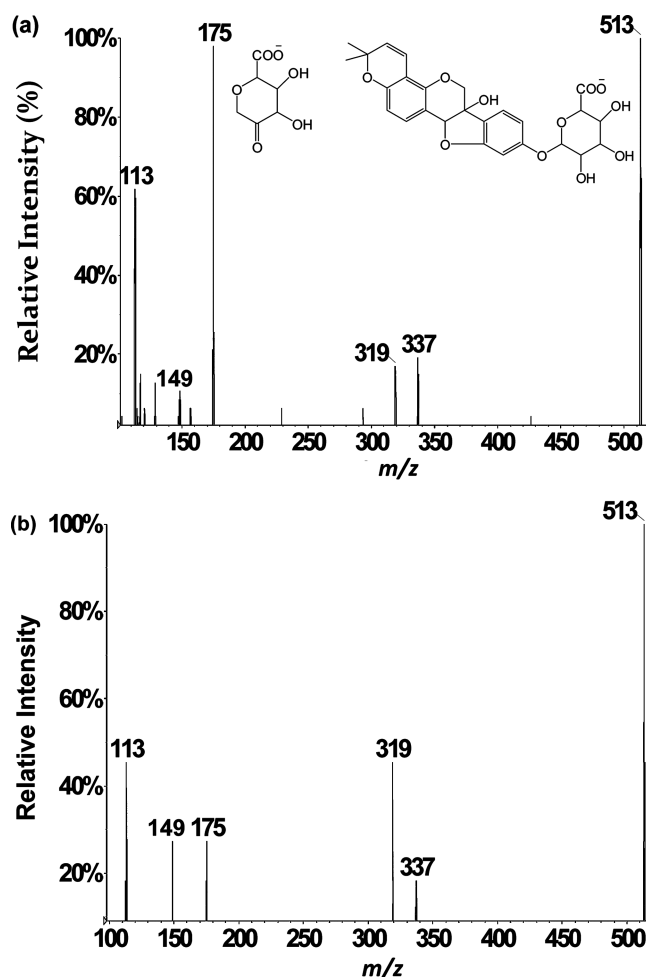 (a)
Relative Intensity (%)
100%
80%
60%
40%
20%
175
513
113
149
319
337
COO⁻
O
OH
OH
O
O
O
OH
O
O
COO⁻
O
OH
OH
OH
150 200 250 300 350 400 450 500
m/z
(b)
Relative Intensity
100%
80%
60%
40%
20%
513
113
319
149 175
337
100 150 200 250 300 350 400 450 500
m/z